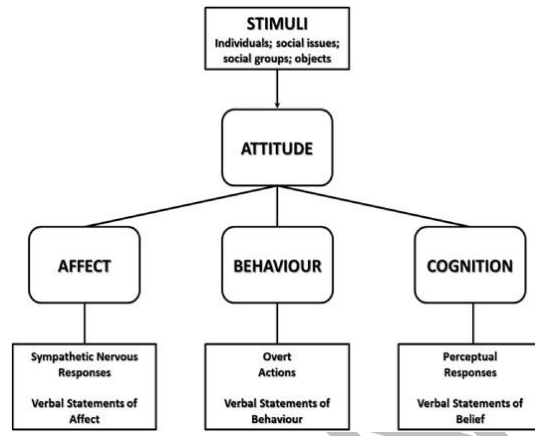 STIMULI
Individuals; social issues;
social groups; objects
ATTITUDE
AFFECT
BEHAVIOUR
COGNITION
Sympathetic Nervous
Responses
Verbal Statements of
Affect
Overt
Actions
Verbal Statements of
Behaviour
Perceptual
Responses
Verbal Statements of
Belief